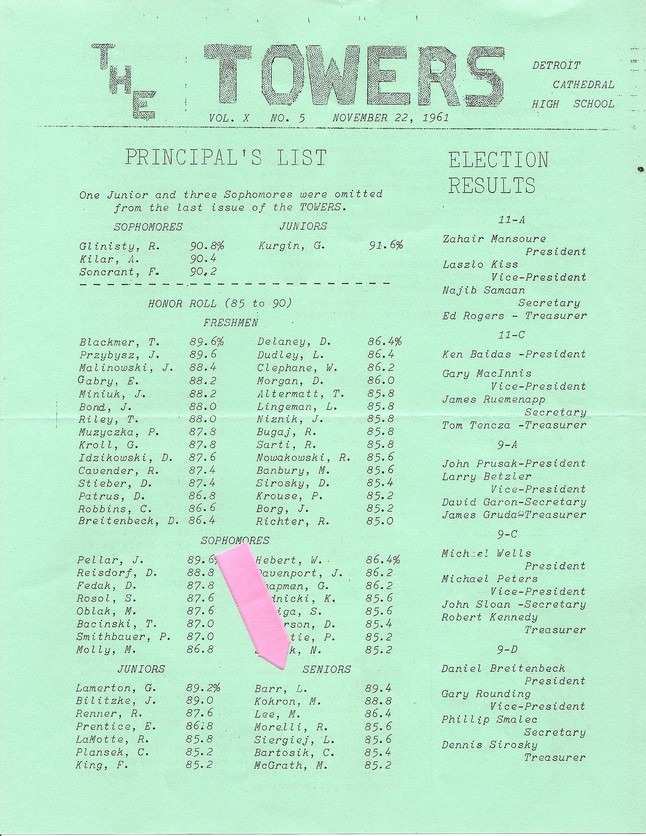 THE TOWERS
DETROIT
CATHEDRAL
HIGH SCHOOL
VOL. X NO. 5 NOVEMBER 22, 1961
PRINCIPAL'S LIST
One Junior and three Sophomores were omitted
from the last issue of the TOWERS.
SOPHOMORES JUNIORS
Glinisty, R. 90.8% Kurgin, G. 91.6%
Kilar, A. 90.4
Soncrant, F. 90.2
HONOR ROLL (85 to 90)
FRESHMEN
Blackmer, T. 89.6% Delaney, D. 86.4%
Przybysz, J. 89.6 Dudley, L. 86.4
Malinowski, J. 88.4 Clephane, W. 86.2
Gabry, E. 88.2 Morgan, D. 86.0
Miniuk, J. 88.2 Altermatt, T. 85.8
Bond, J. 88.0 Lingeman, L. 85.8
Riley, T. 88.0 Niznik, J. 85.8
Muzyczka, P. 87.8 Bugaj, R. 85.8
Kroll, G. 87.8 Sarti, R. 85.8
Idzikowski, D. 87.6 Nowakowski, R. 85.6
Cavender, R. 87.4 Banbury, M. 85.6
Stieber, D. 87.4 Sirosky, D. 85.4
Patrus, D. 86.8 Krouse, P. 85.2
Robbins, C. 86.6 Borg, J. 85.2
Breitenbeck, D. 86.4 Richter, R. 85.0
SOPHOMORES
Pellar, J. 89.6% Hebert, W. 86.4%
Reisdorf, D. 88.8 Davenport, J. 86.2
Fedak, D. 87.8 G. 86.2
Rosol, S. 87.6 K. 85.6
Oblak, M. 87.6 S. 85.6
Bacinski, T. 87.0 D. 85.4
Smithbauer, P. 87.0 P. 85.2
Molly, M. 86.8 N. 85.2
JUNIORS SENIORS
Lamerton, G. 89.2% Barr, L. 89.4
Bilitzke, J. 89.0 Kokron, M. 88.8
Renner, R. 87.6 Lee, M. 86.4
Prentice, E. 86.8 Morelli, R. 85.6
LaMotte, R. 85.8 Siergiej, L. 85.6
Plansek, C. 85.2 Bartosik, C. 85.4
King, F. 85.2 McGrath, M. 85.2
ELECTION
RESULTS
11-A
Zahair Mansoure
President
Laszlo Kiss
Vice-President
Najib Samaan
Secretary
Ed Rogers - Treasurer
11-C
Ken Baidas -President
Gary MacInnis
Vice-President
James Ruemenapp
Secretary
Tom Tencza -Treasurer
9-A
John Prusak-President
Larry Betzler
Vice-President
David Garon-Secretary
James Gruda-Treasurer
9-C
Michael Wells
President
Michael Peters
Vice-President
John Sloan -Secretary
Robert Kennedy
Treasurer
9-D
Daniel Breitenbeck
President
Gary Rounding
Vice-President
Phillip Smalec
Secretary
Dennis Sirosky
Treasurer